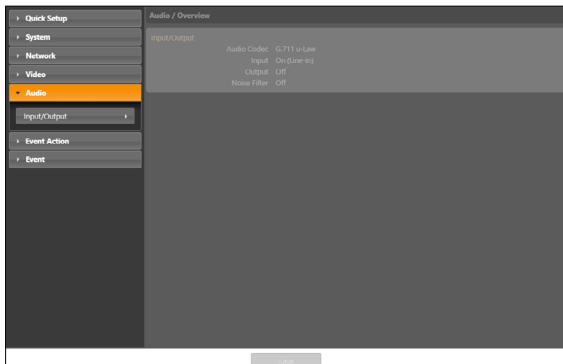 Quick Setup
System
Network
Video
Audio
Input/Output
Event Action
Event
Audio / Overview
Input/Output
Audio Codec G.711 u-Law
Input On (Line-in)
Output Off
Noise Filter Off